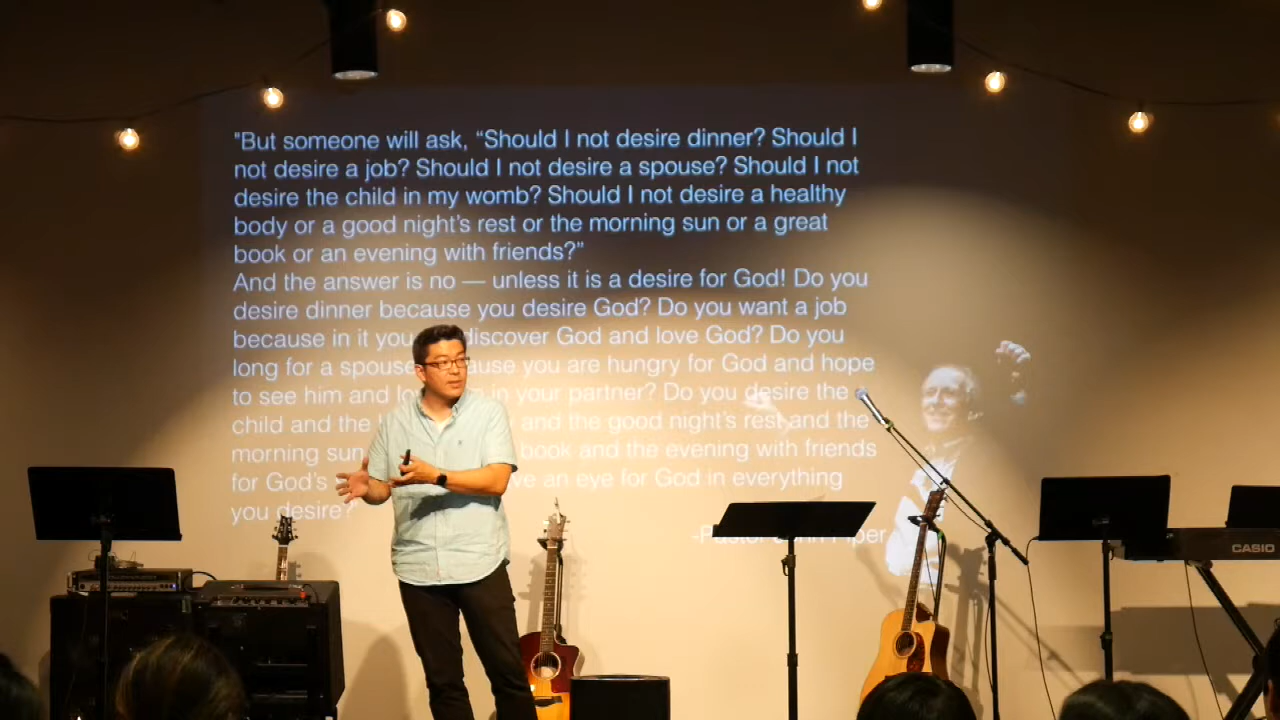 "But someone will ask, “Should I not desire dinner? Should I
not desire a job? Should I not desire a spouse? Should I not
desire the child in my womb? Should I not desire a healthy
body or a good night’s rest or the morning sun or a great
book or an evening with friends?”
And the answer is no — unless it is a desire for God! Do you
desire dinner because you desire God? Do you want a job
because in it you discover God and love God? Do you
long for a spouse because you are hungry for God and hope
to see him and in your partner? Do you desire the
child and the and the good night’s rest and the
morning sun book and the evening with friends
for God’s an eye for God in everything
you desire?"
-Pastor John Piper
CASIO